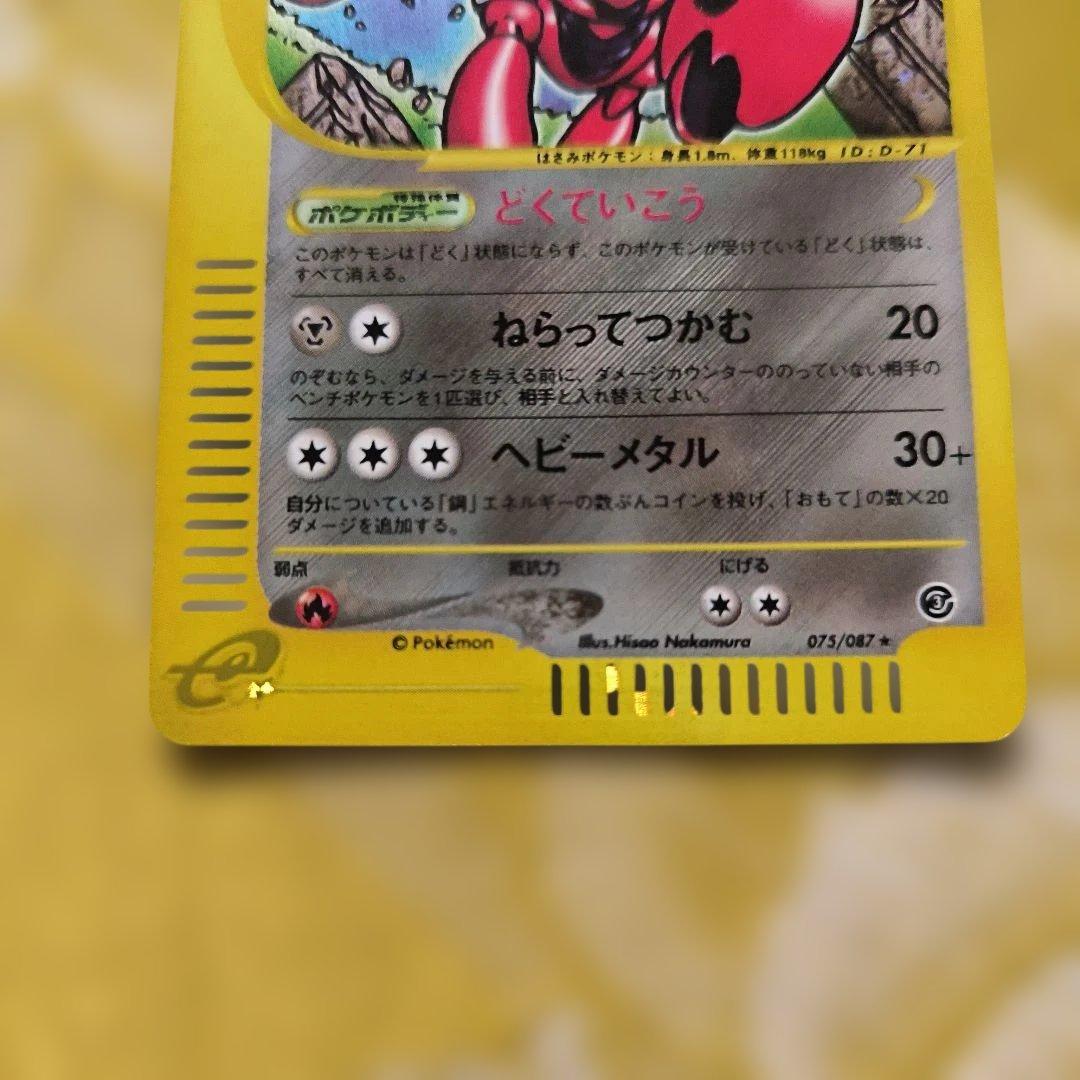 はさみポケモン：身長1.8m、体重118kg ID:D-71
特殊体質
ポケボディー どくていこう
このポケモンは「どく」状態にならず、このポケモンが受けている「どく」状態は、
すべて消える。
ねらってつかむ 20
のぞむなら、ダメージを与える前に、ダメージカウンターののっていない相手の
ベンチポケモンを1匹選び、相手と入れ替えてよい。
ヘビーメタル 30+
自分についている「鋼」エネルギーの数ぶんコインを投げ、「おもて」の数×20
ダメージを追加する。
弱点 抵抗力 にげる
3
© Pokémon Illus.Hisao Nakamura 075/087 ★
e